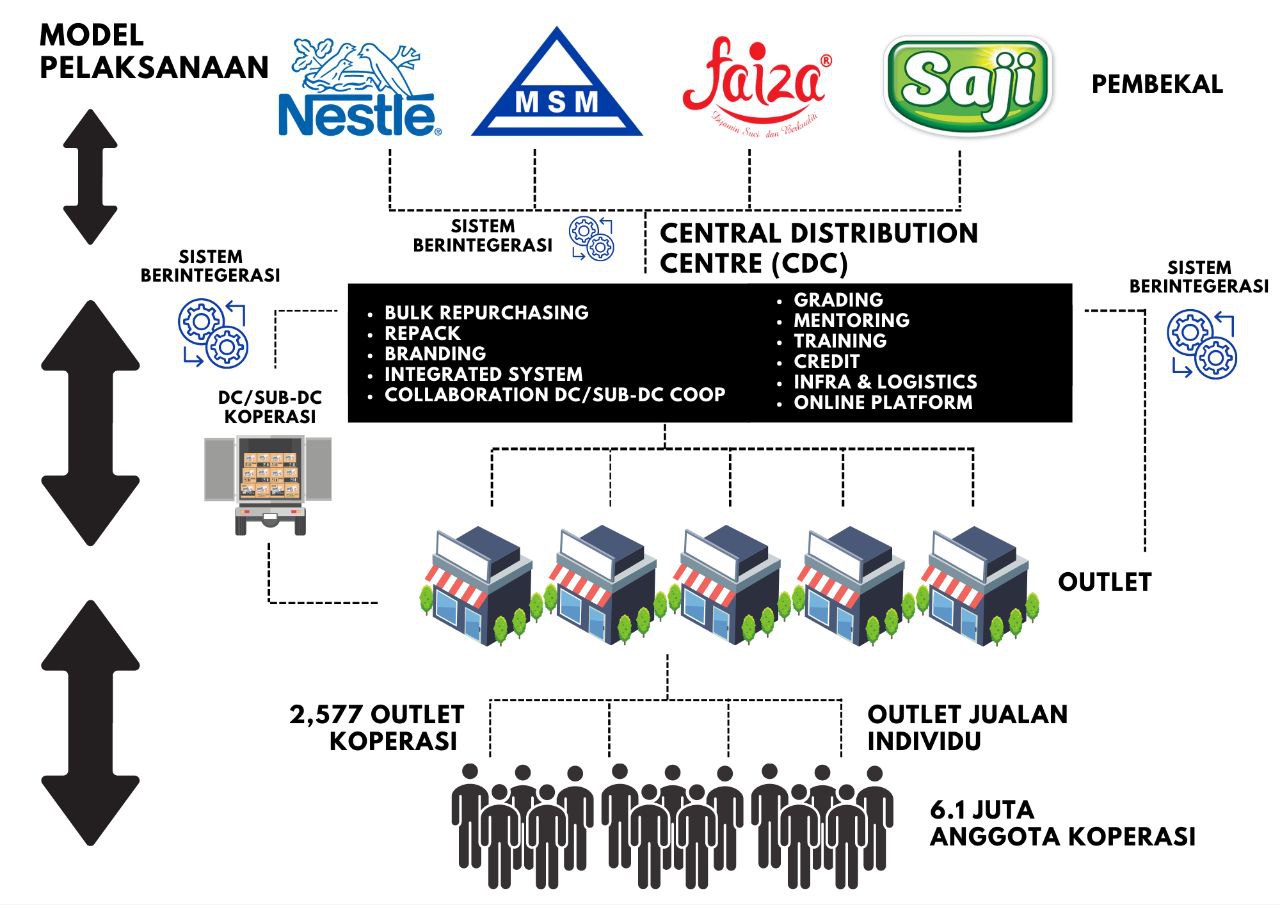 MODEL
PELAKSANAAN
Nestlé
MSM
faiza
Dijamin Suci dan Berkualiti
Saji
PEMBEKAL
SISTEM
BERINTEGERASI
CENTRAL DISTRIBUTION
CENTRE (CDC)
SISTEM
BERINTEGERASI
SISTEM
BERINTEGERASI
• BULK REPURCHASING
• REPACK
• BRANDING
• INTEGRATED SYSTEM
• COLLABORATION DC/SUB-DC COOP
• GRADING
• MENTORING
• TRAINING
• CREDIT
• INFRA & LOGISTICS
• ONLINE PLATFORM
DC/SUB-DC
KOPERASI
OUTLET
2,577 OUTLET
KOPERASI
OUTLET JUALAN
INDIVIDU
6.1 JUTA
ANGGOTA KOPERASI